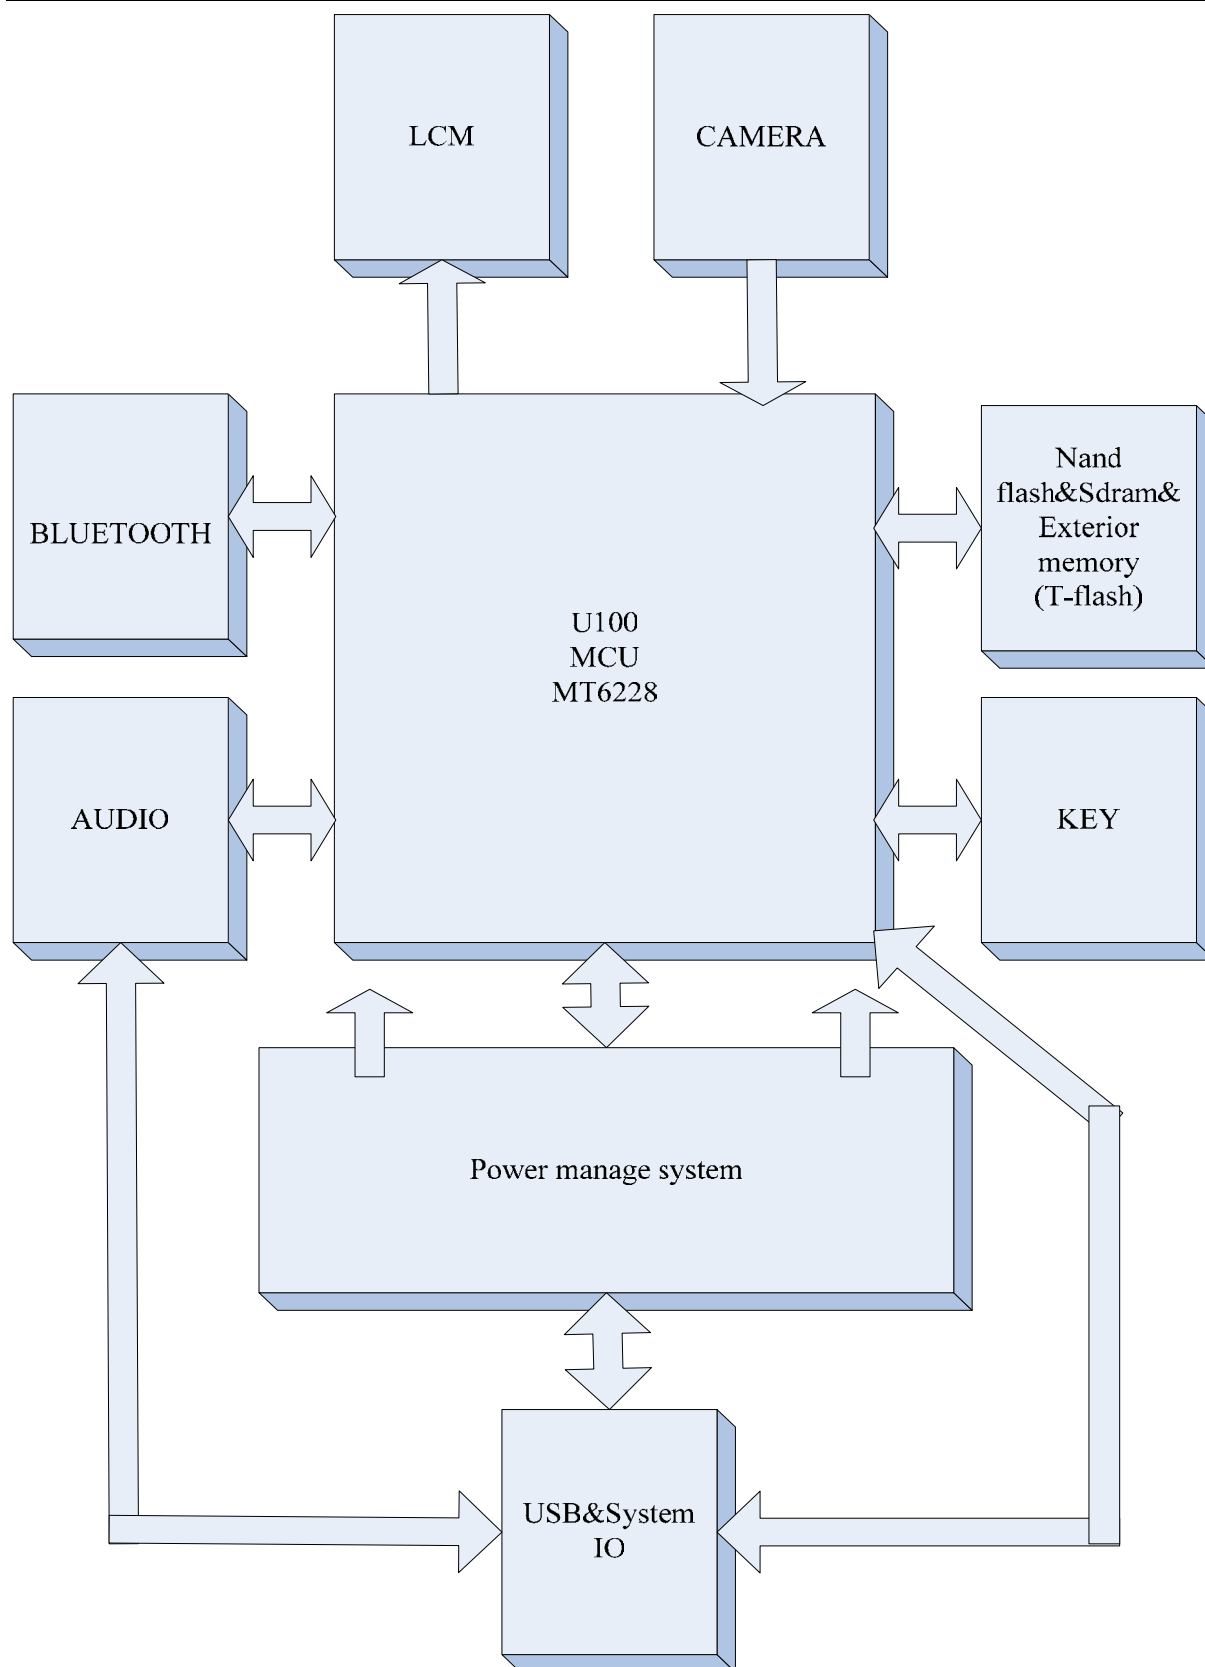 LCM
CAMERA
BLUETOOTH
Nand
flash&Sdram&
Exterior
memory
(T-flash)
U100
MCU
MT6228
AUDIO
KEY
Power manage system
USB&System
IO